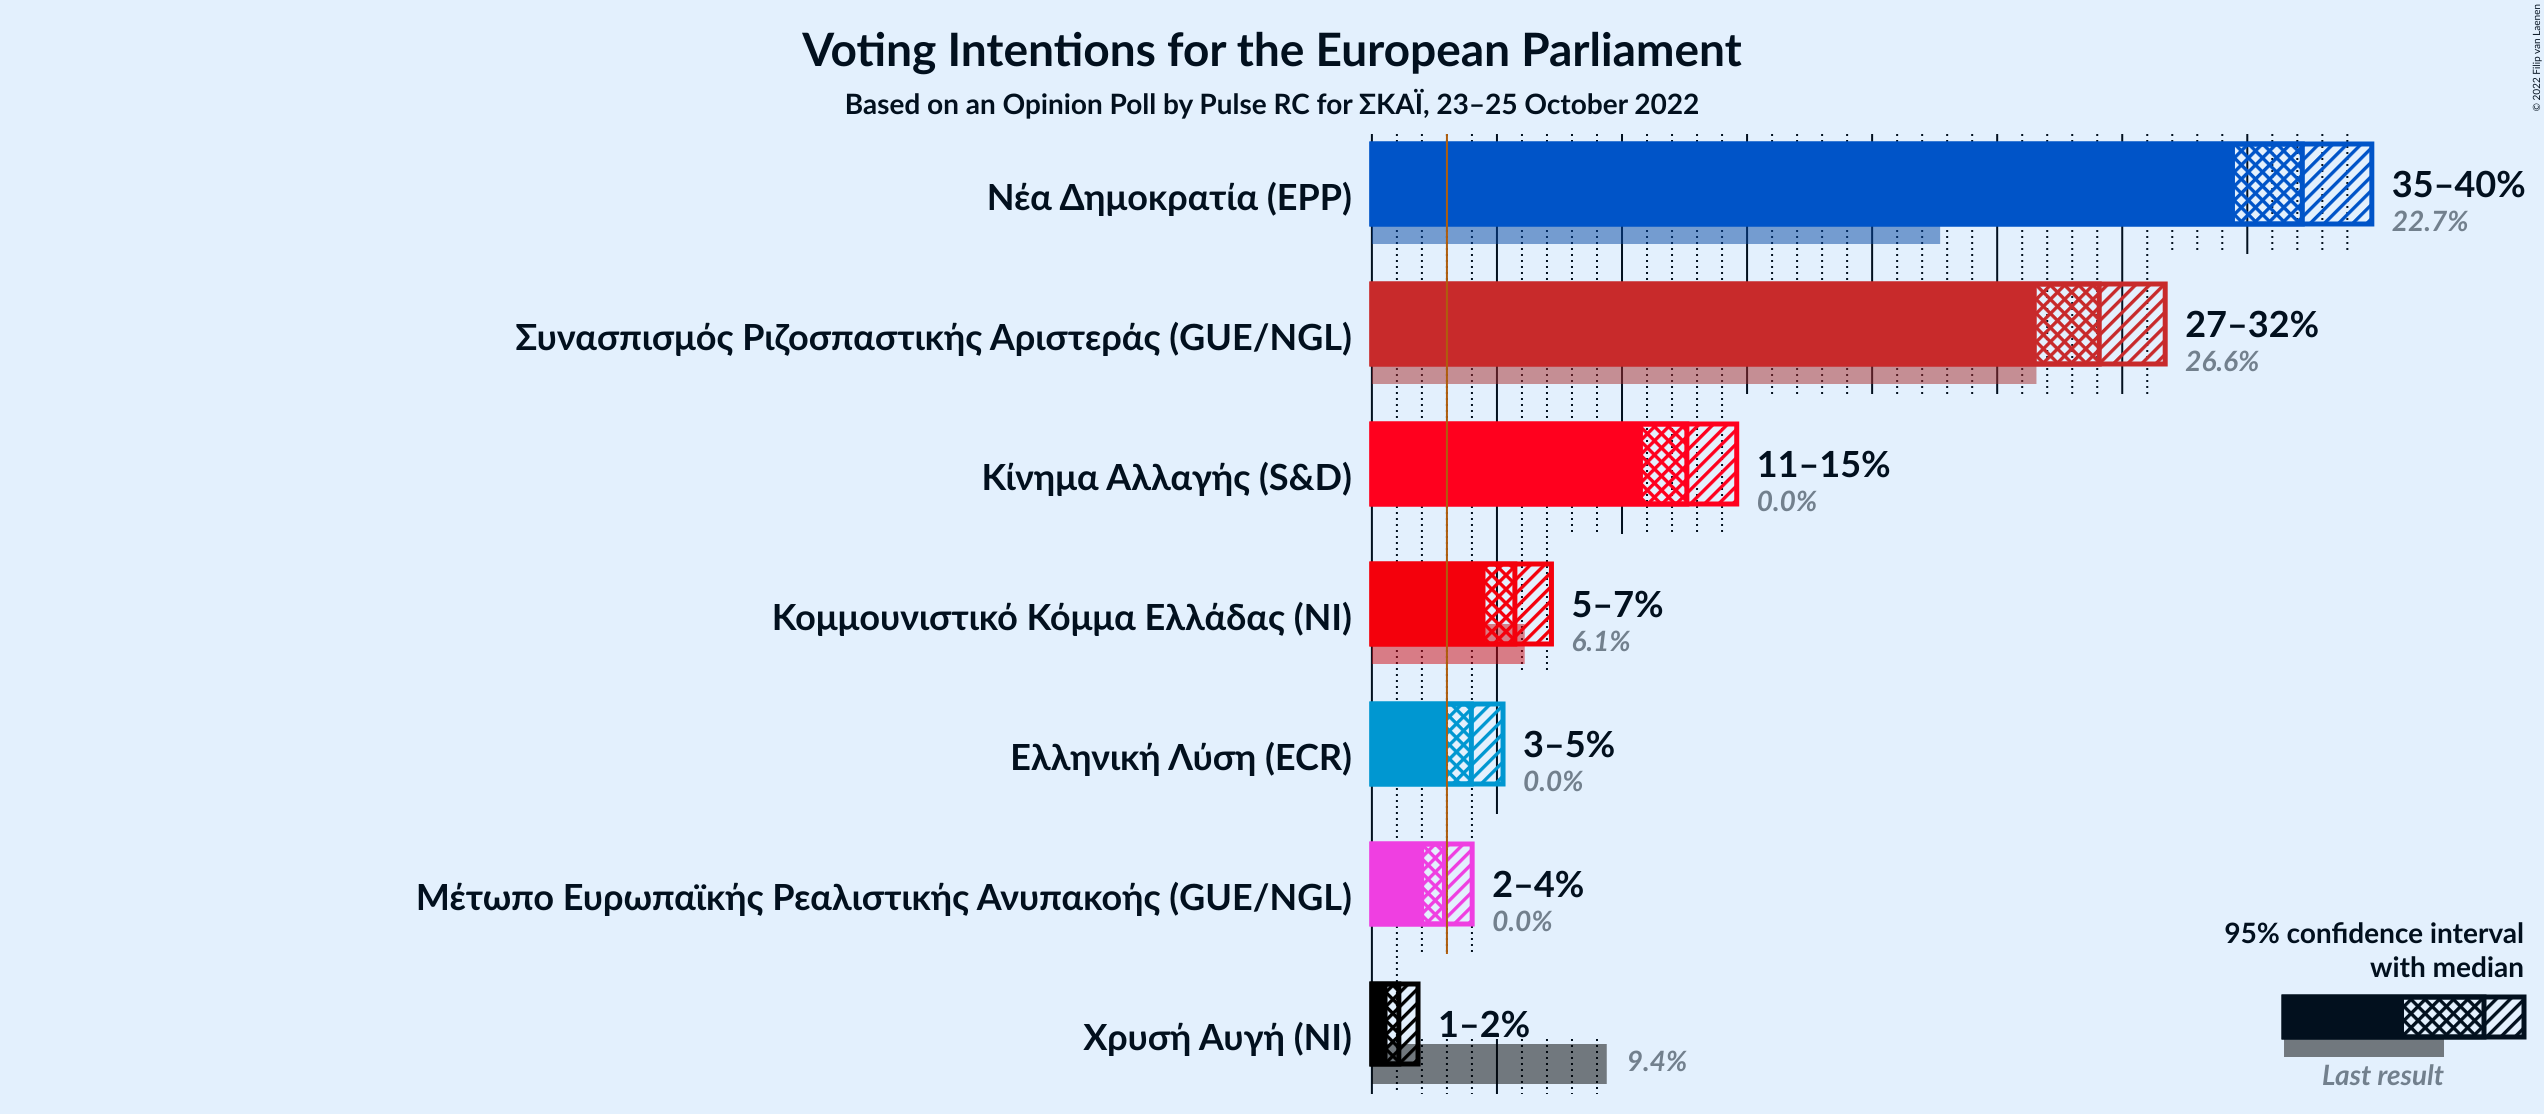 Voting Intentions for the European Parliament
Based on an Opinion Poll by Pulse RC for ΣΚΑΪ, 23–25 October 2022
© 2022 Filip van Laenen
Νέα Δημοκρατία (EPP)
35–40%
22.7%
Συνασπισμός Ριζοσπαστικής Αριστεράς (GUE/NGL)
27–32%
26.6%
Κίνημα Αλλαγής (S&D)
11–15%
0.0%
Κομμουνιστικό Κόμμα Ελλάδας (NI)
5–7%
6.1%
Ελληνική Λύση (ECR)
3–5%
0.0%
Μέτωπο Ευρωπαϊκής Ρεαλιστικής Ανυπακοής (GUE/NGL)
2–4%
0.0%
Χρυσή Αυγή (NI)
1–2%
9.4%
95% confidence interval
with median
Last result